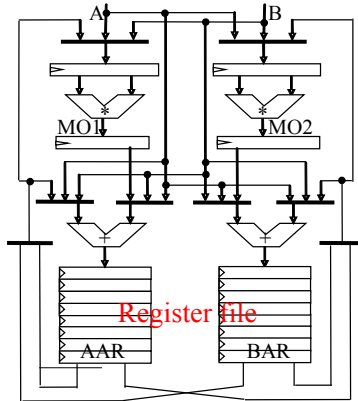 A B
* *
MO1 MO2
+ +
Register file
AAR BAR